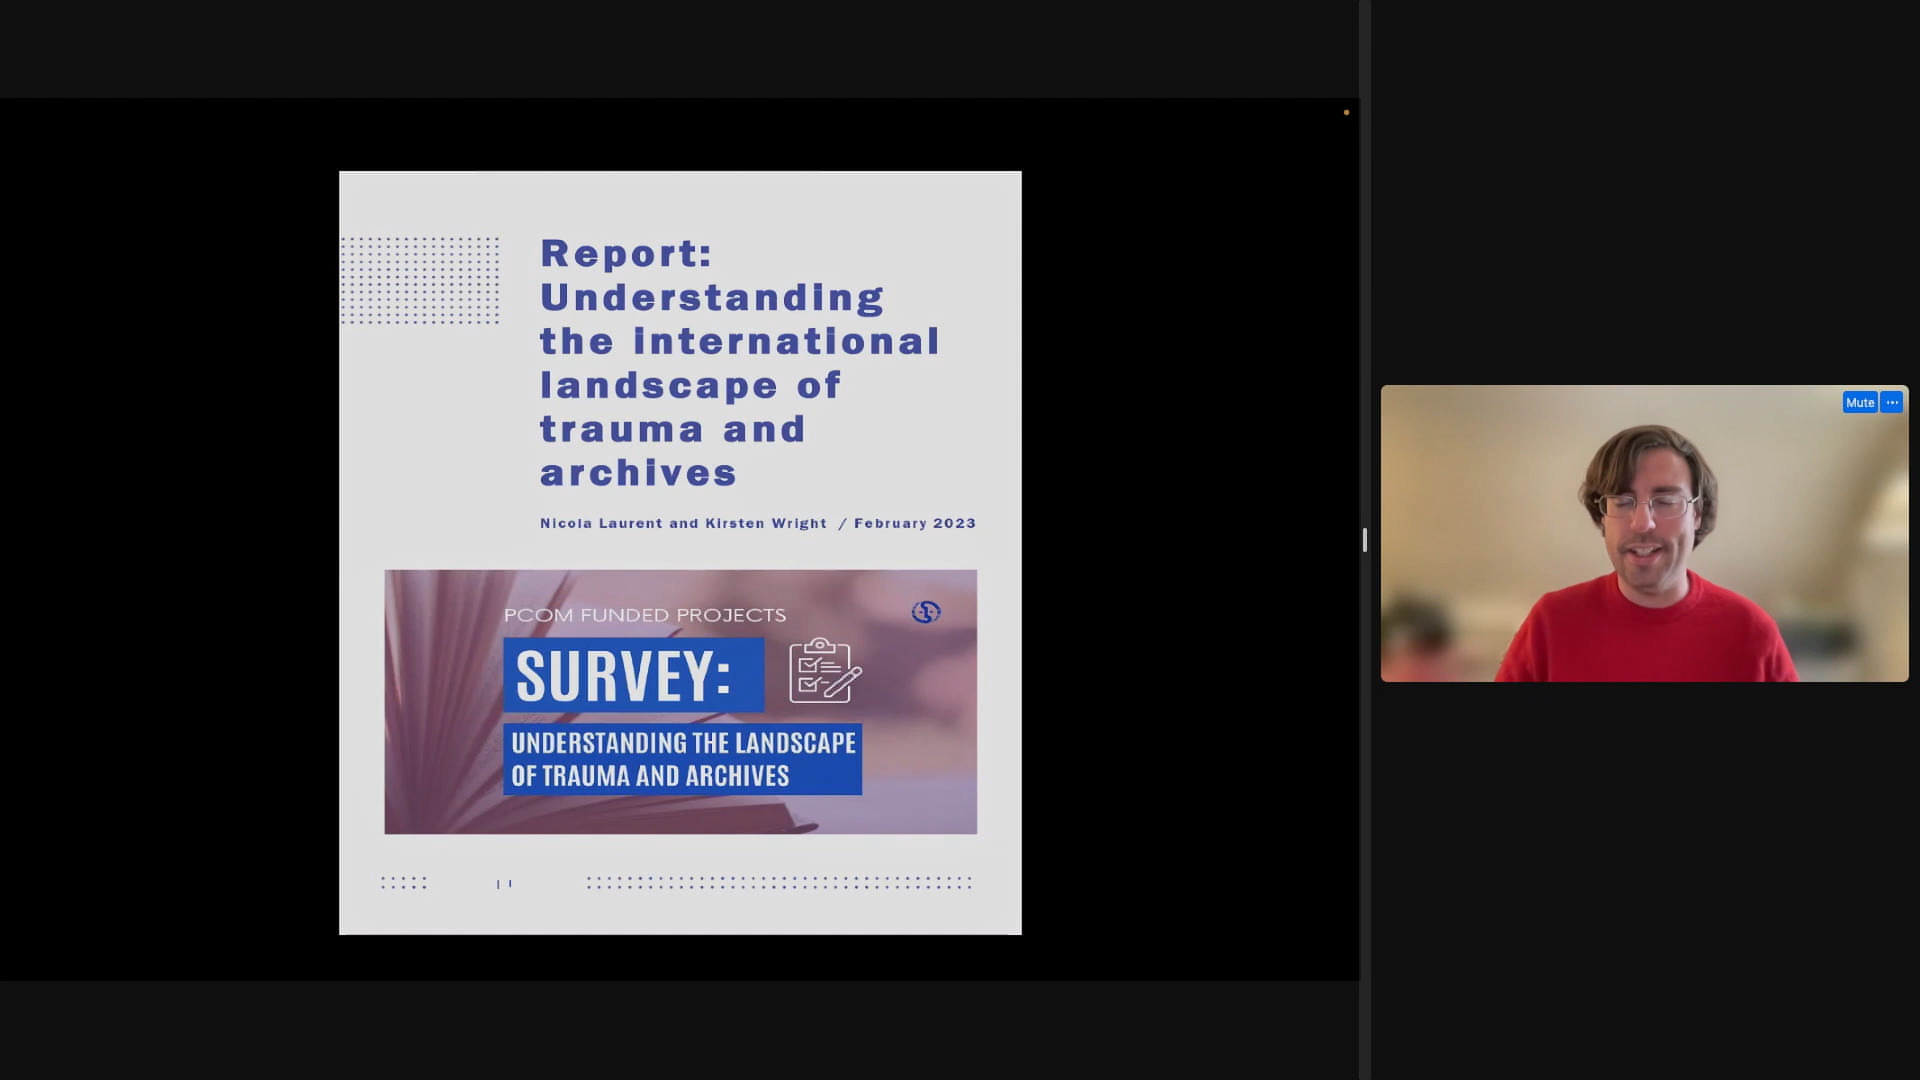 Report:
Understanding
the international
landscape of
trauma and
archives
Nicola Laurent and Kirsten Wright / February 2023
PCOM FUNDED PROJECTS
SURVEY:
UNDERSTANDING THE LANDSCAPE
OF TRAUMA AND ARCHIVES
Mute